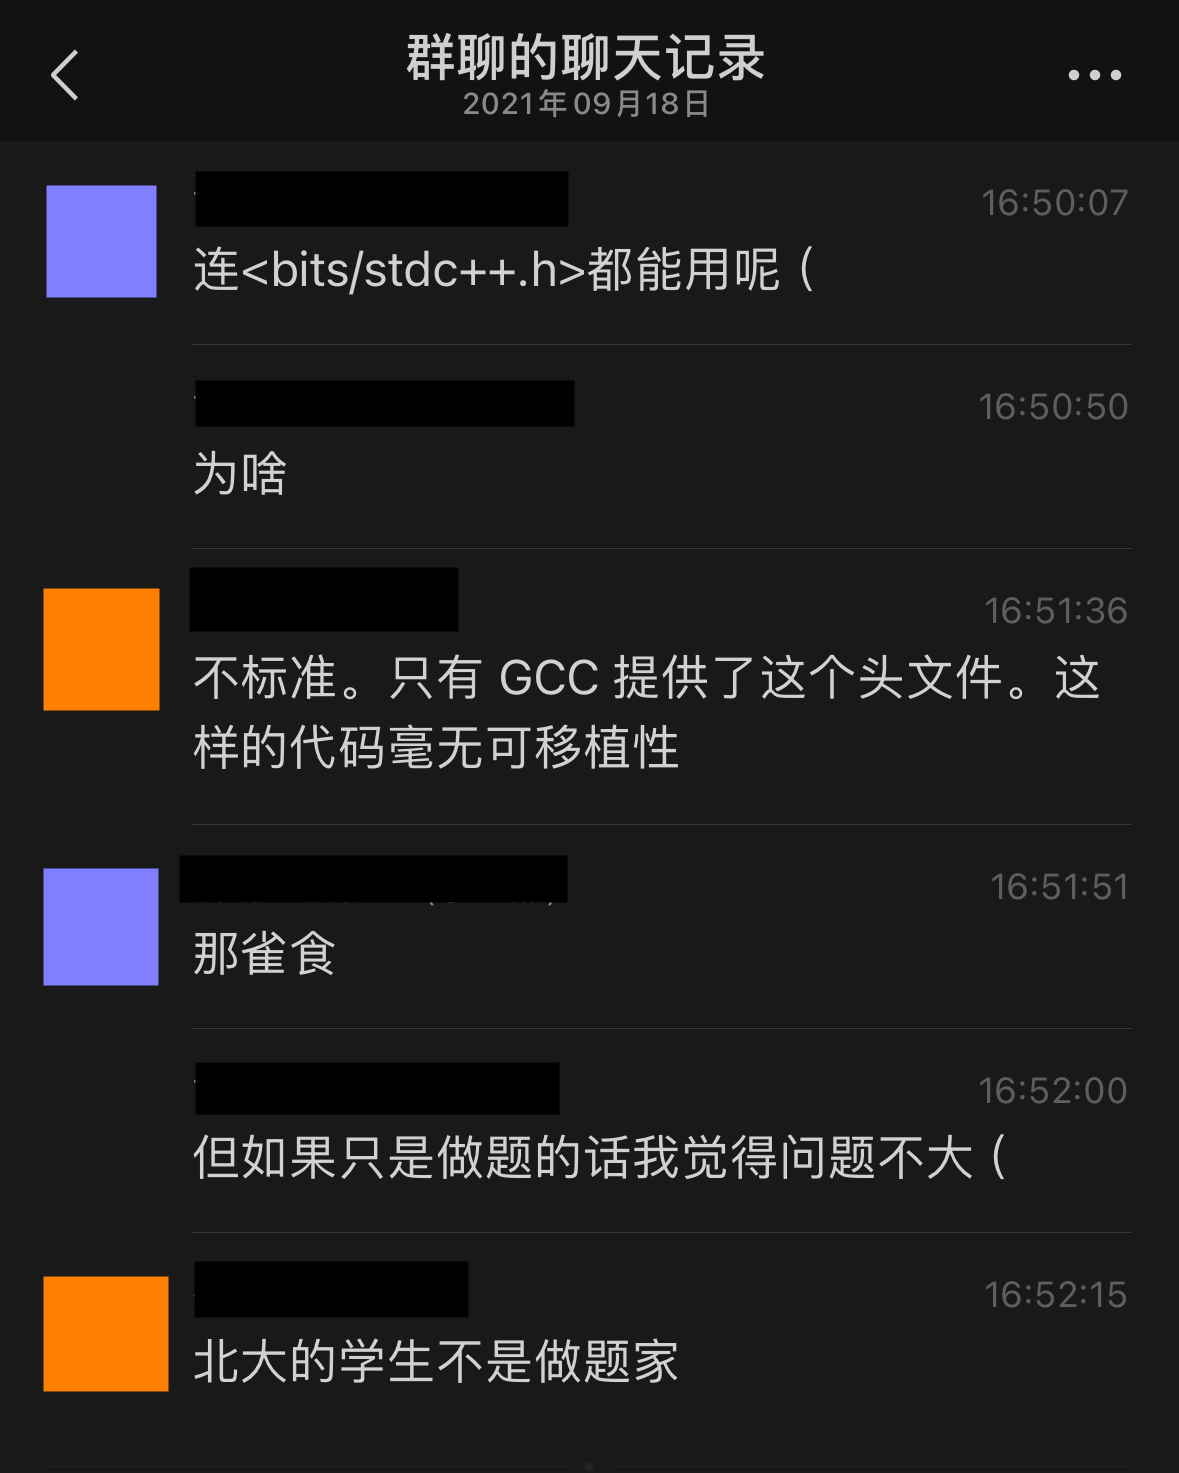 群聊的聊天记录
2021年09月18日
16:50:07
连<bits/stdc++.h>都能用呢（
16:50:50
为啥
16:51:36
不标准。只有 GCC 提供了这个头文件。这
样的代码毫无可移植性
16:51:51
那雀食
16:52:00
但如果只是做题的话我觉得问题不大（
16:52:15
北大的学生不是做题家